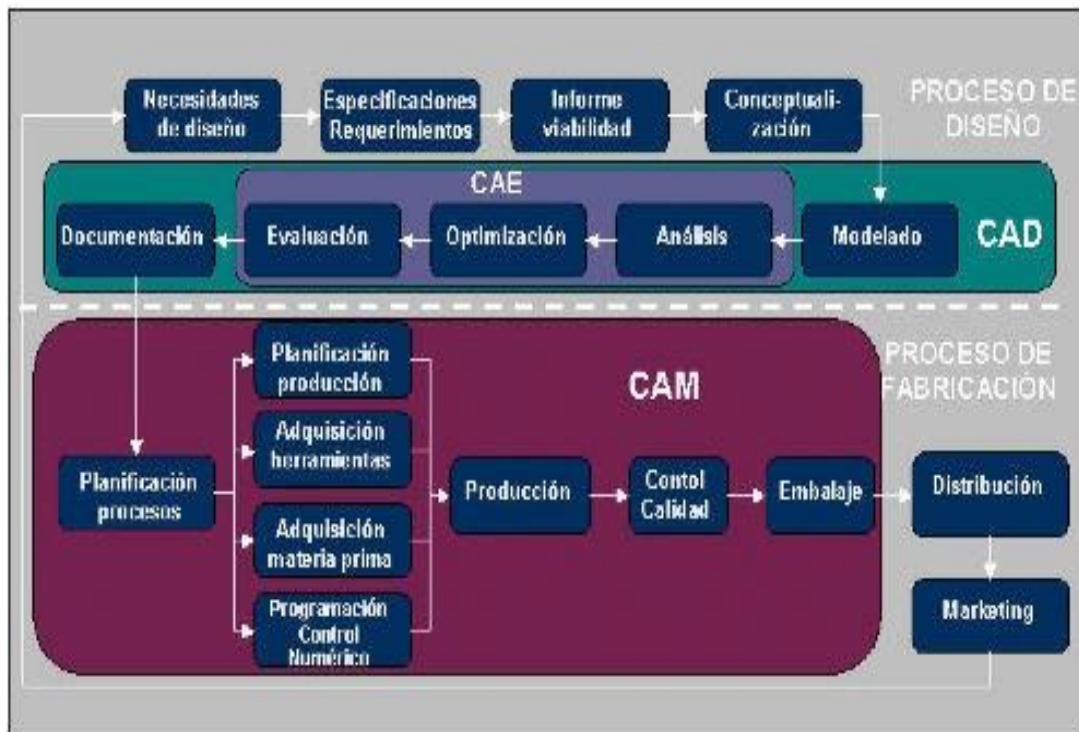 Necesidades
de diseño
Especificaciones
Requerimientos
Informe
viabilidad
Conceptuali-
zación
PROCESO DE
DISEÑO
CAE
CAD
Documentación
Evaluación
Optimización
Análisis
Modelado
PROCESO DE
FABRICACIÓN
CAM
Planificación
procesos
Planificación
producción
Adquisición
herramientas
Adquisición
materia prima
Programación
Control
Numérico
Producción
Contol
Calidad
Embalaje
Distribución
Marketing